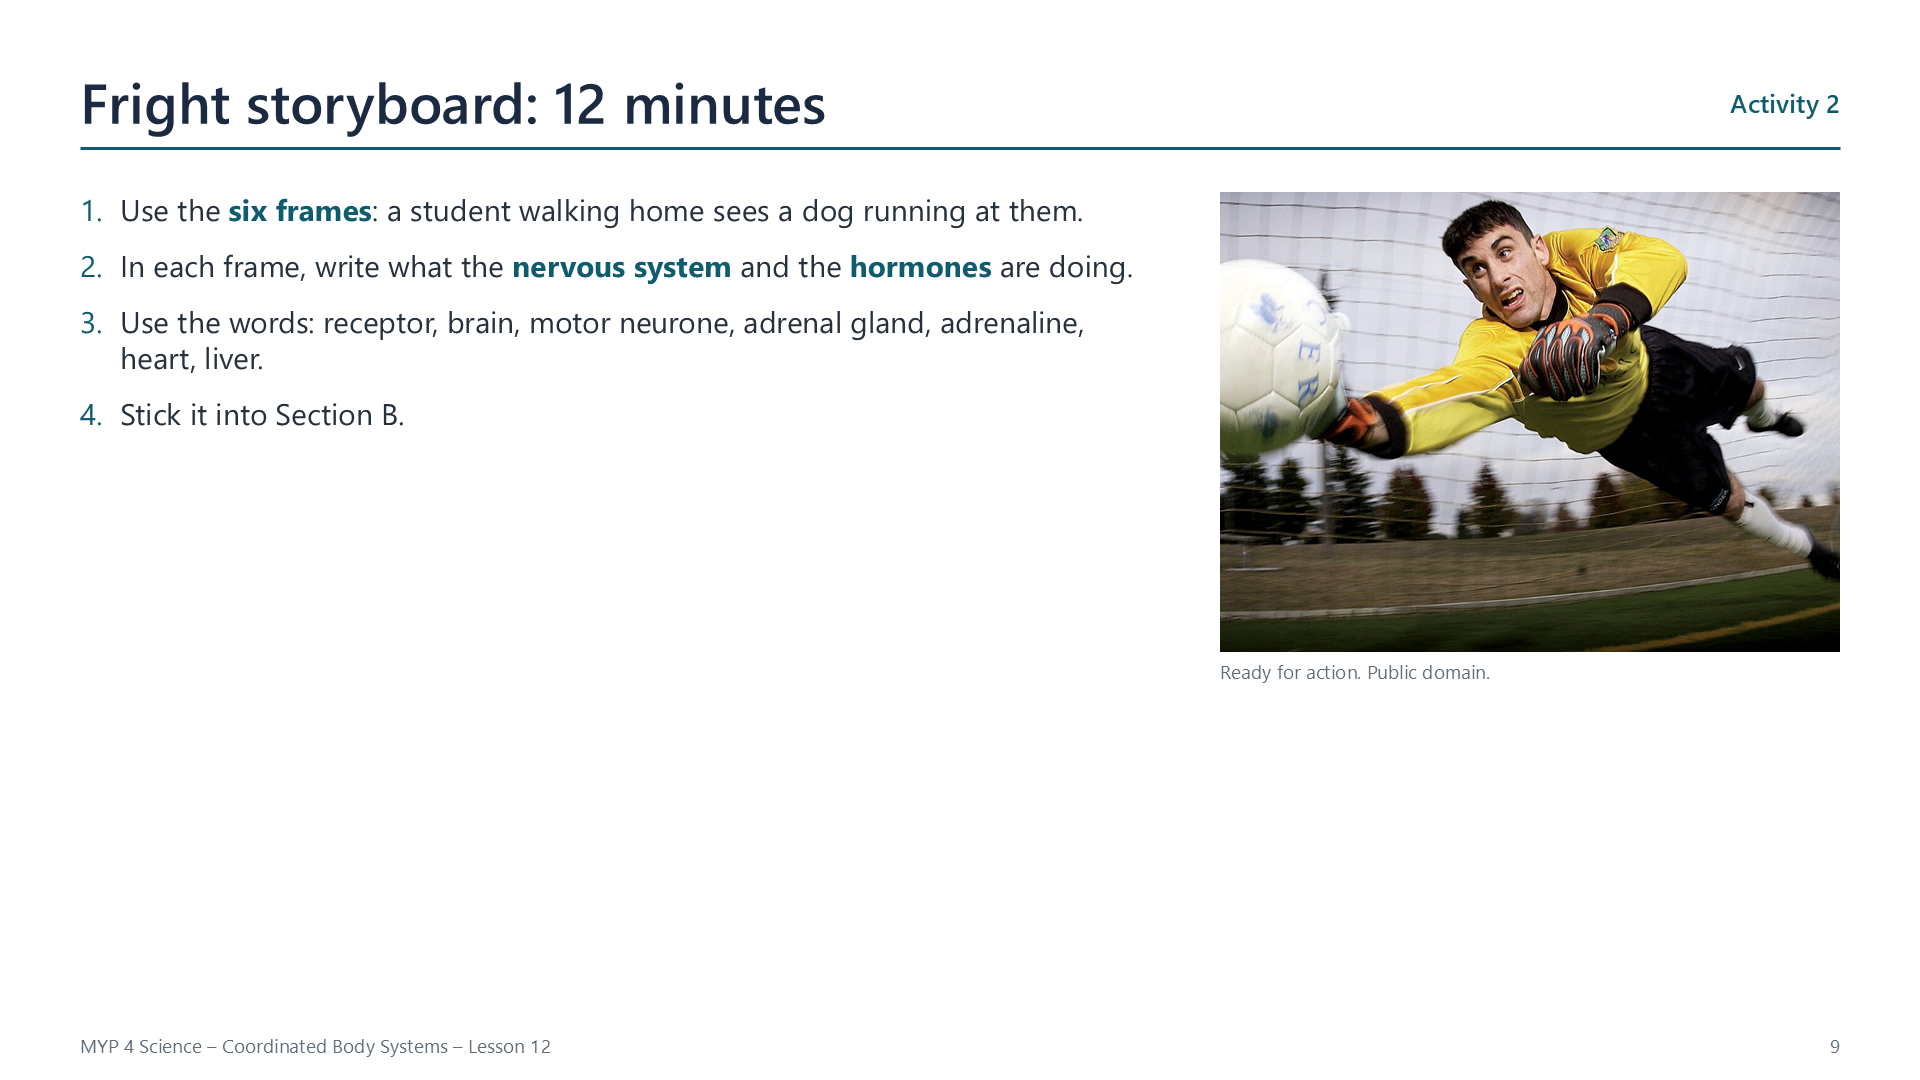 Fright storyboard: 12 minutes
Activity 2
1. Use the six frames: a student walking home sees a dog running at them.
2. In each frame, write what the nervous system and the hormones are doing.
3. Use the words: receptor, brain, motor neurone, adrenal gland, adrenaline,
heart, liver.
4. Stick it into Section B.
Ready for action. Public domain.
MYP 4 Science – Coordinated Body Systems – Lesson 12
9